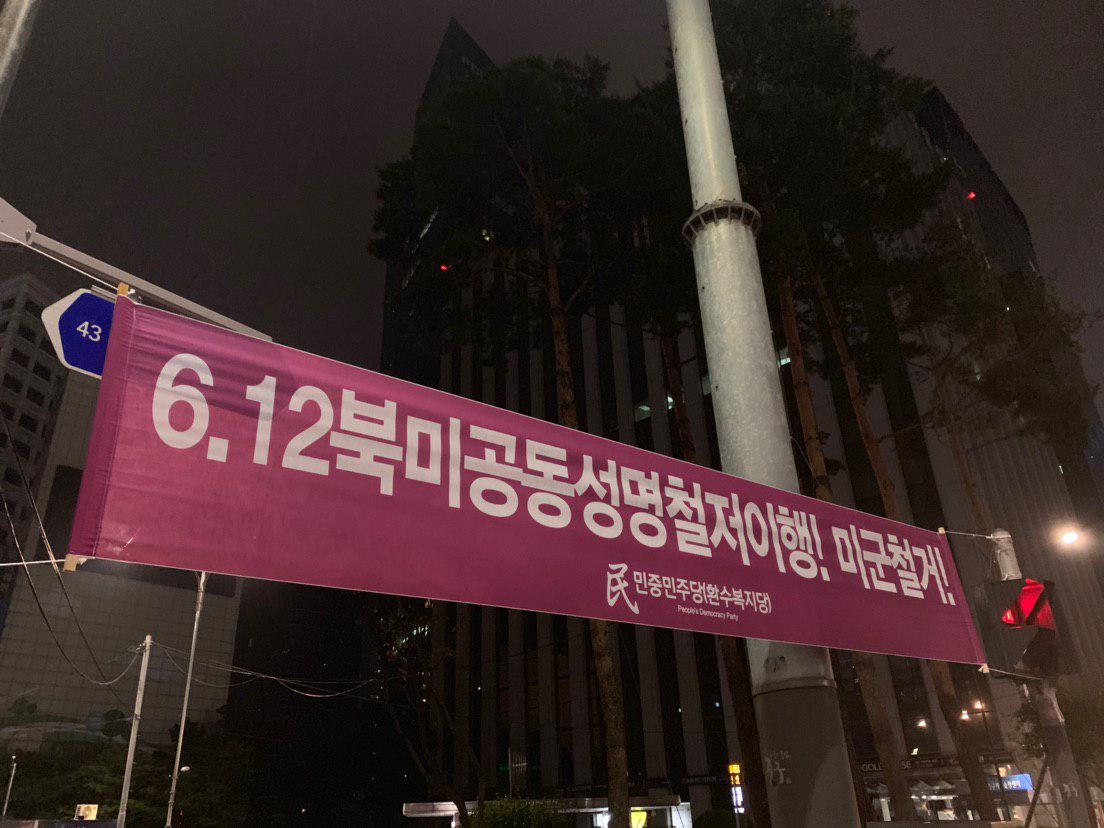 43
6.12북미공동성명철저이행! 미군철거!
民 민중민주당(환수복지당)
People's Democracy Party